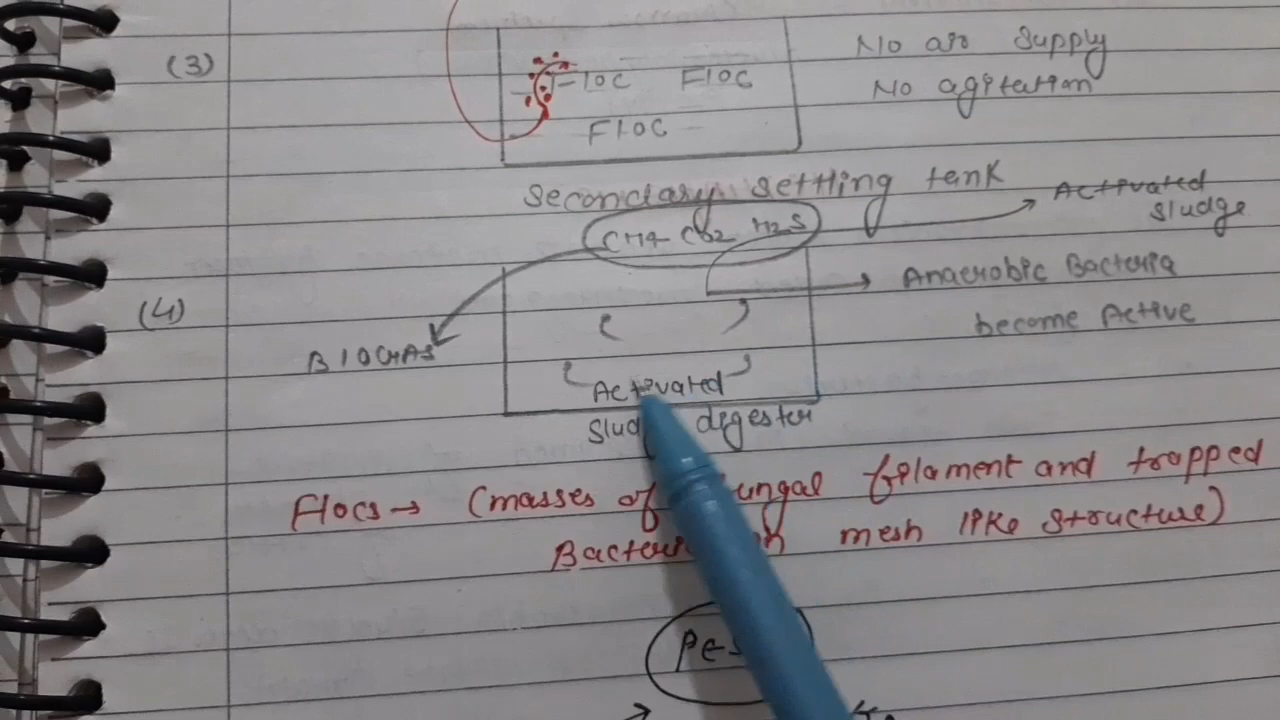 (3)
FLOC FLOC
FLOC
No air supply
No agitation
Secondary settling tank
CH4 CO2 H2S
Activated
sludge
Anaerobic Bacteria
become Active
(4)
BIOGAS
Activated
digester
Flocs → (masses of filament and trapped
mesh like structure)